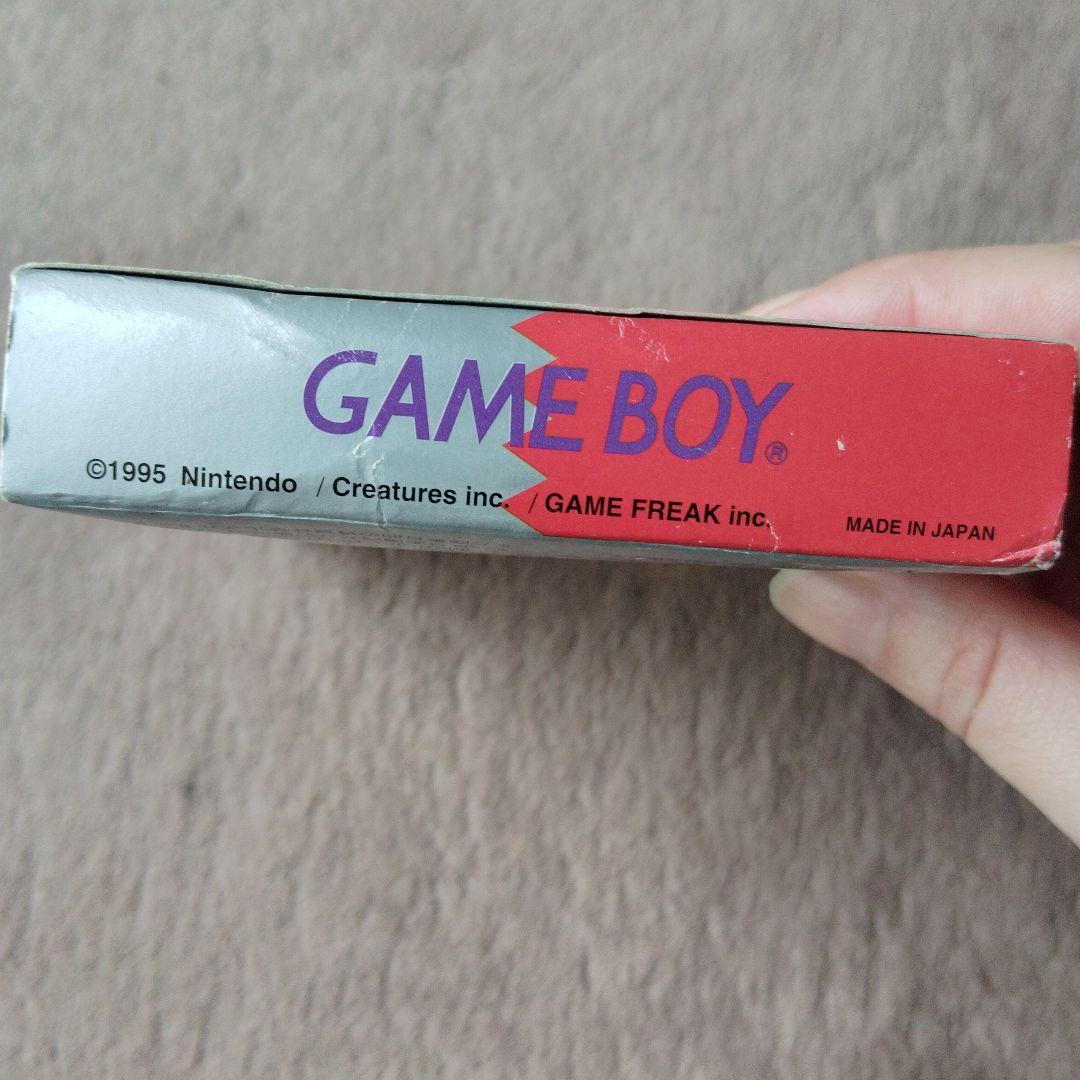 GAME BOY®
©1995 Nintendo / Creatures inc. / GAME FREAK inc.
MADE IN JAPAN